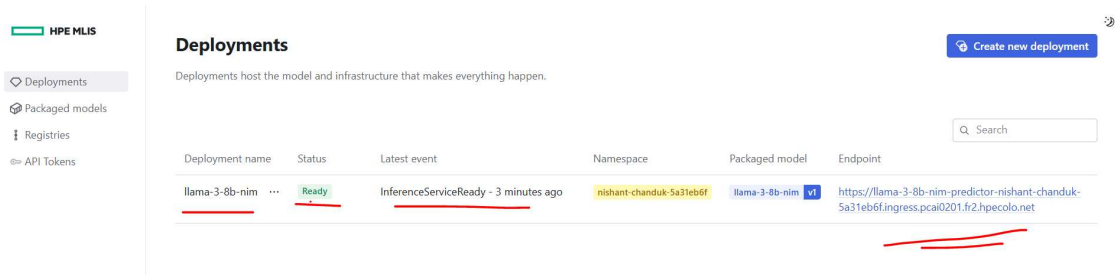 HPE MLIS
Deployments
Create new deployment
Deployments host the model and infrastructure that makes everything happen.
Deployments
Packaged models
Registries
API Tokens
Search
Deployment name Status Latest event Namespace Packaged model Endpoint
llama-3-8b-nim ... Ready InferenceServiceReady - 3 minutes ago nishant-chanduk-5a31eb6f llama-3-8b-nim v1 https://llama-3-8b-nim-predictor-nishant-chanduk-
5a31eb6f.ingress.pcai0201.fr2.hpecolo.net